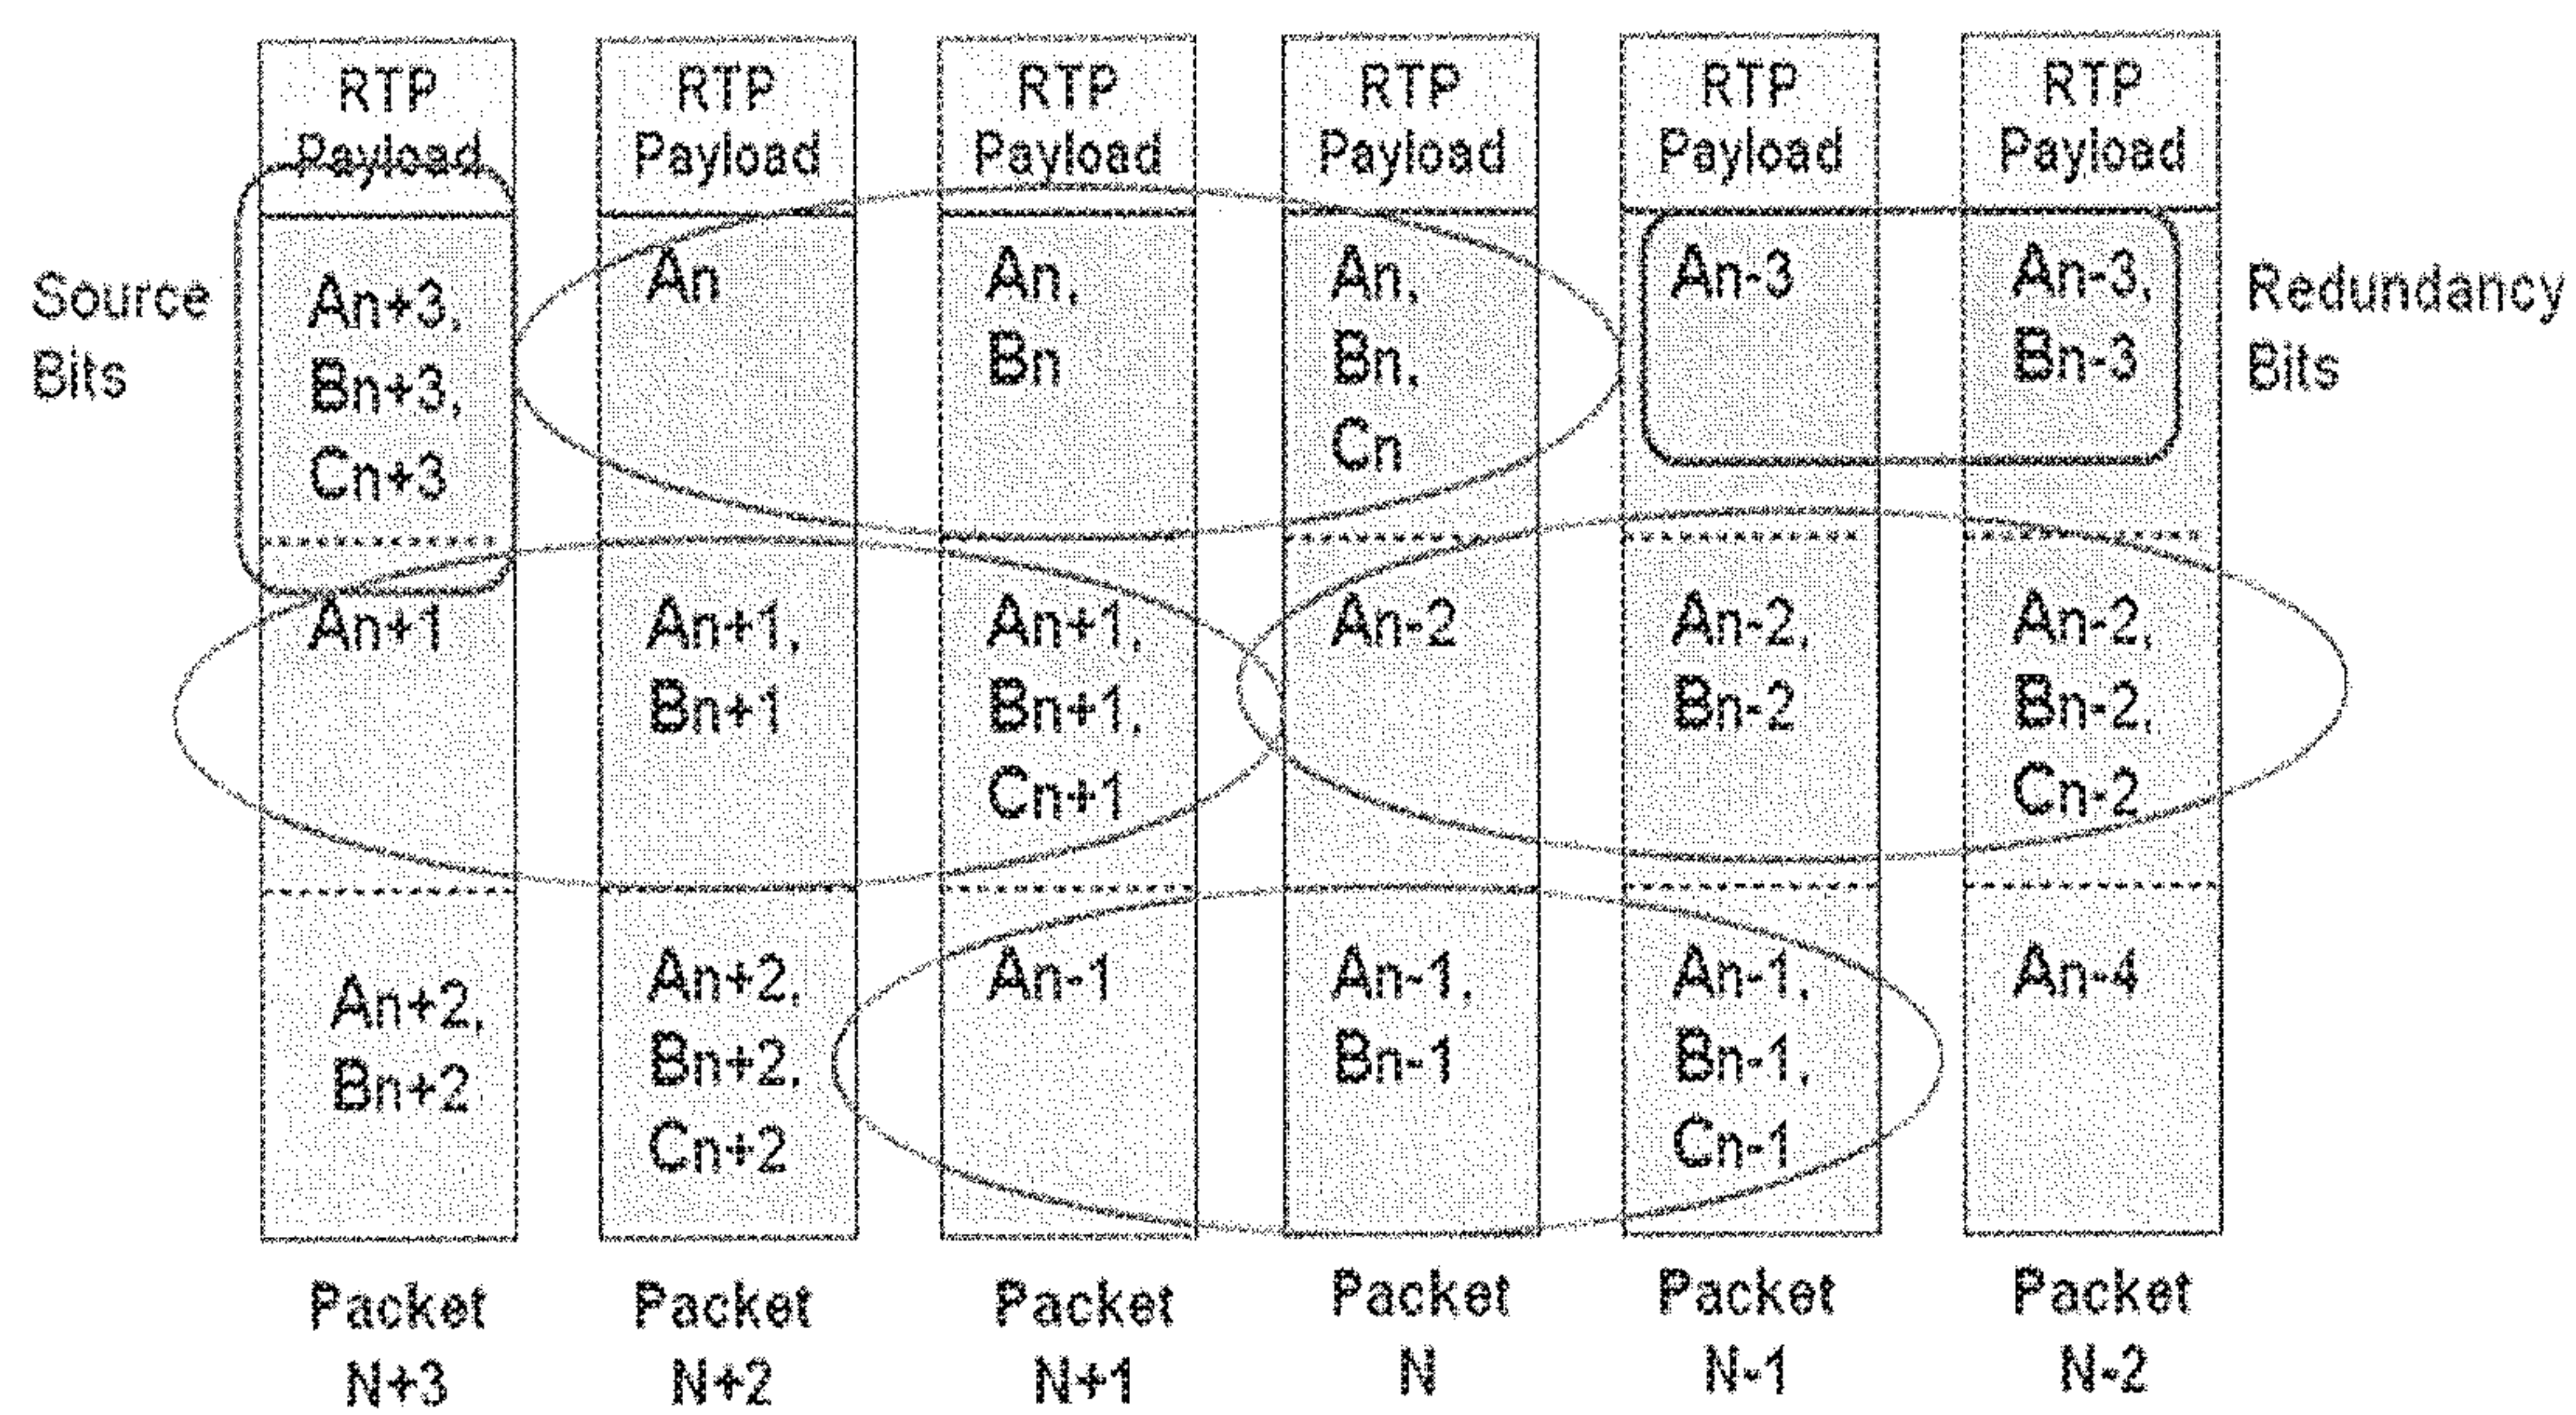 RTP
Payload
RTP
Payload
RTP
Payload
RTP
Payload
RTP
Payload
RTP
Payload
Source
Bits
An+3,
Bn+3,
Cn+3
An
An,
Bn
An,
Bn,
Cn
An-3
An-3,
Bn-3
Redundancy
Bits
An+1
An+1,
Bn+1
An+1,
Bn+1,
Cn+1
An-2
An-2,
Bn-2
An-2,
Bn-2,
Cn-2
An+2,
Bn+2
An+2,
Bn+2,
Cn+2
An-1
An-1,
Bn-1
An-1,
Bn-1,
Cn-1
An-4
Packet
N+3
Packet
N+2
Packet
N+1
Packet
N
Packet
N-1
Packet
N-2